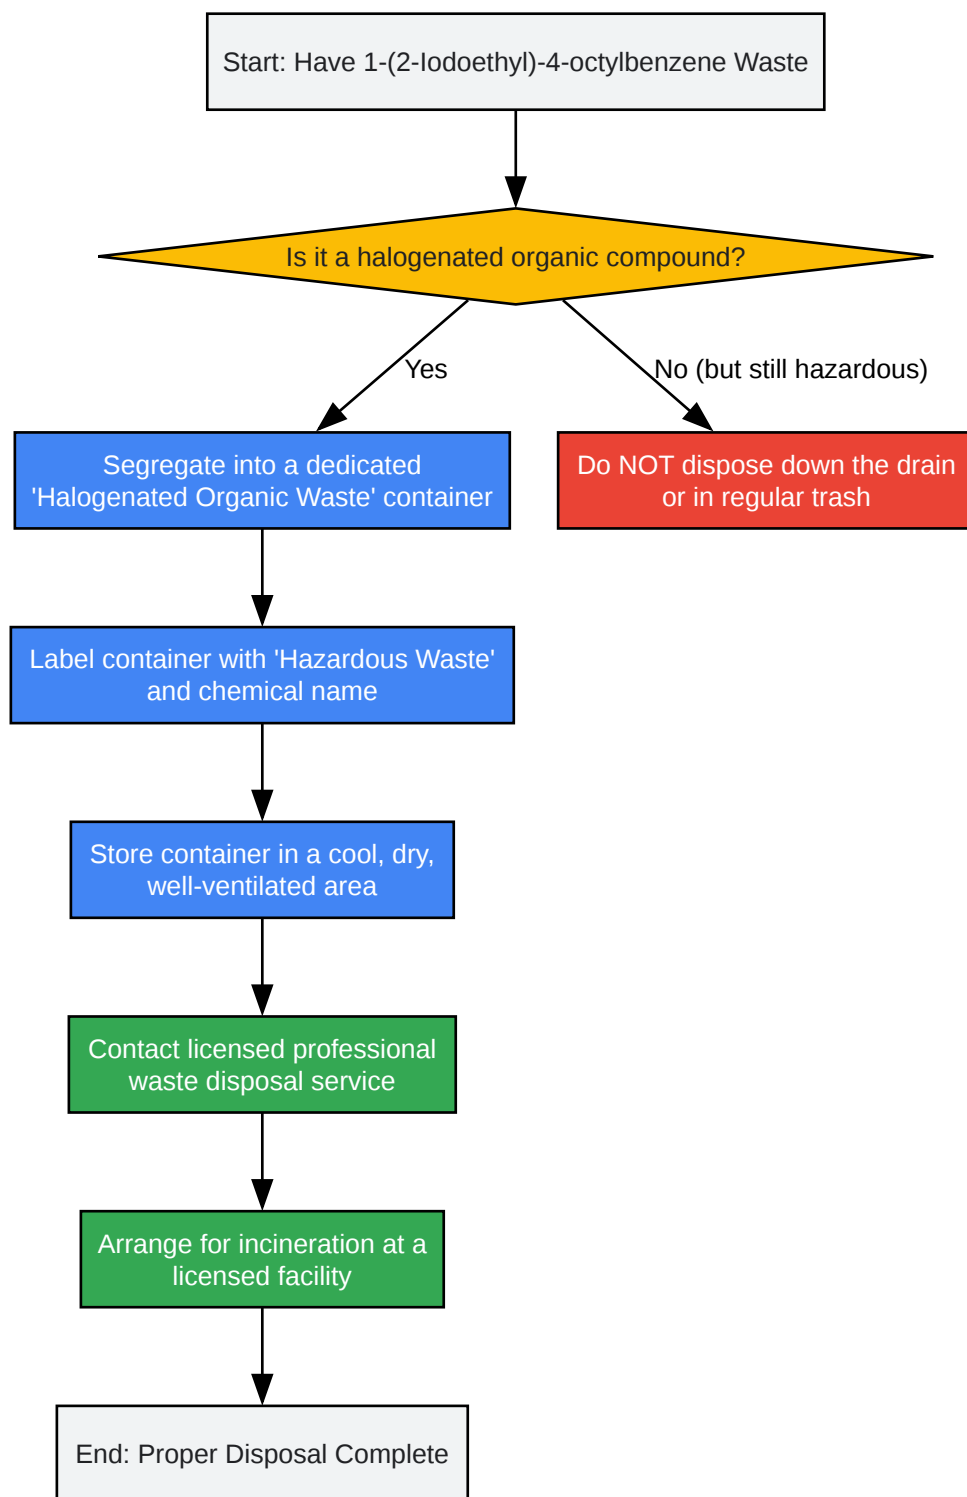 Start: Have 1-(2-Iodoethyl)-4-octylbenzene Waste
Is it a halogenated organic compound?
Yes
No (but still hazardous)
Segregate into a dedicated
'Halogenated Organic Waste' container
Do NOT dispose down the drain
or in regular trash
Label container with 'Hazardous Waste'
and chemical name
Store container in a cool, dry,
well-ventilated area
Contact licensed professional
waste disposal service
Arrange for incineration at a
licensed facility
End: Proper Disposal Complete